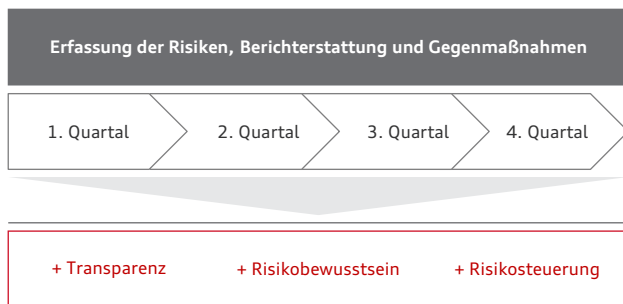 Erfassung der Risiken, Berichterstattung und Gegenmaßnahmen
1. Quartal 2. Quartal 3. Quartal 4. Quartal
+ Transparenz + Risikobewusstsein + Risikosteuerung